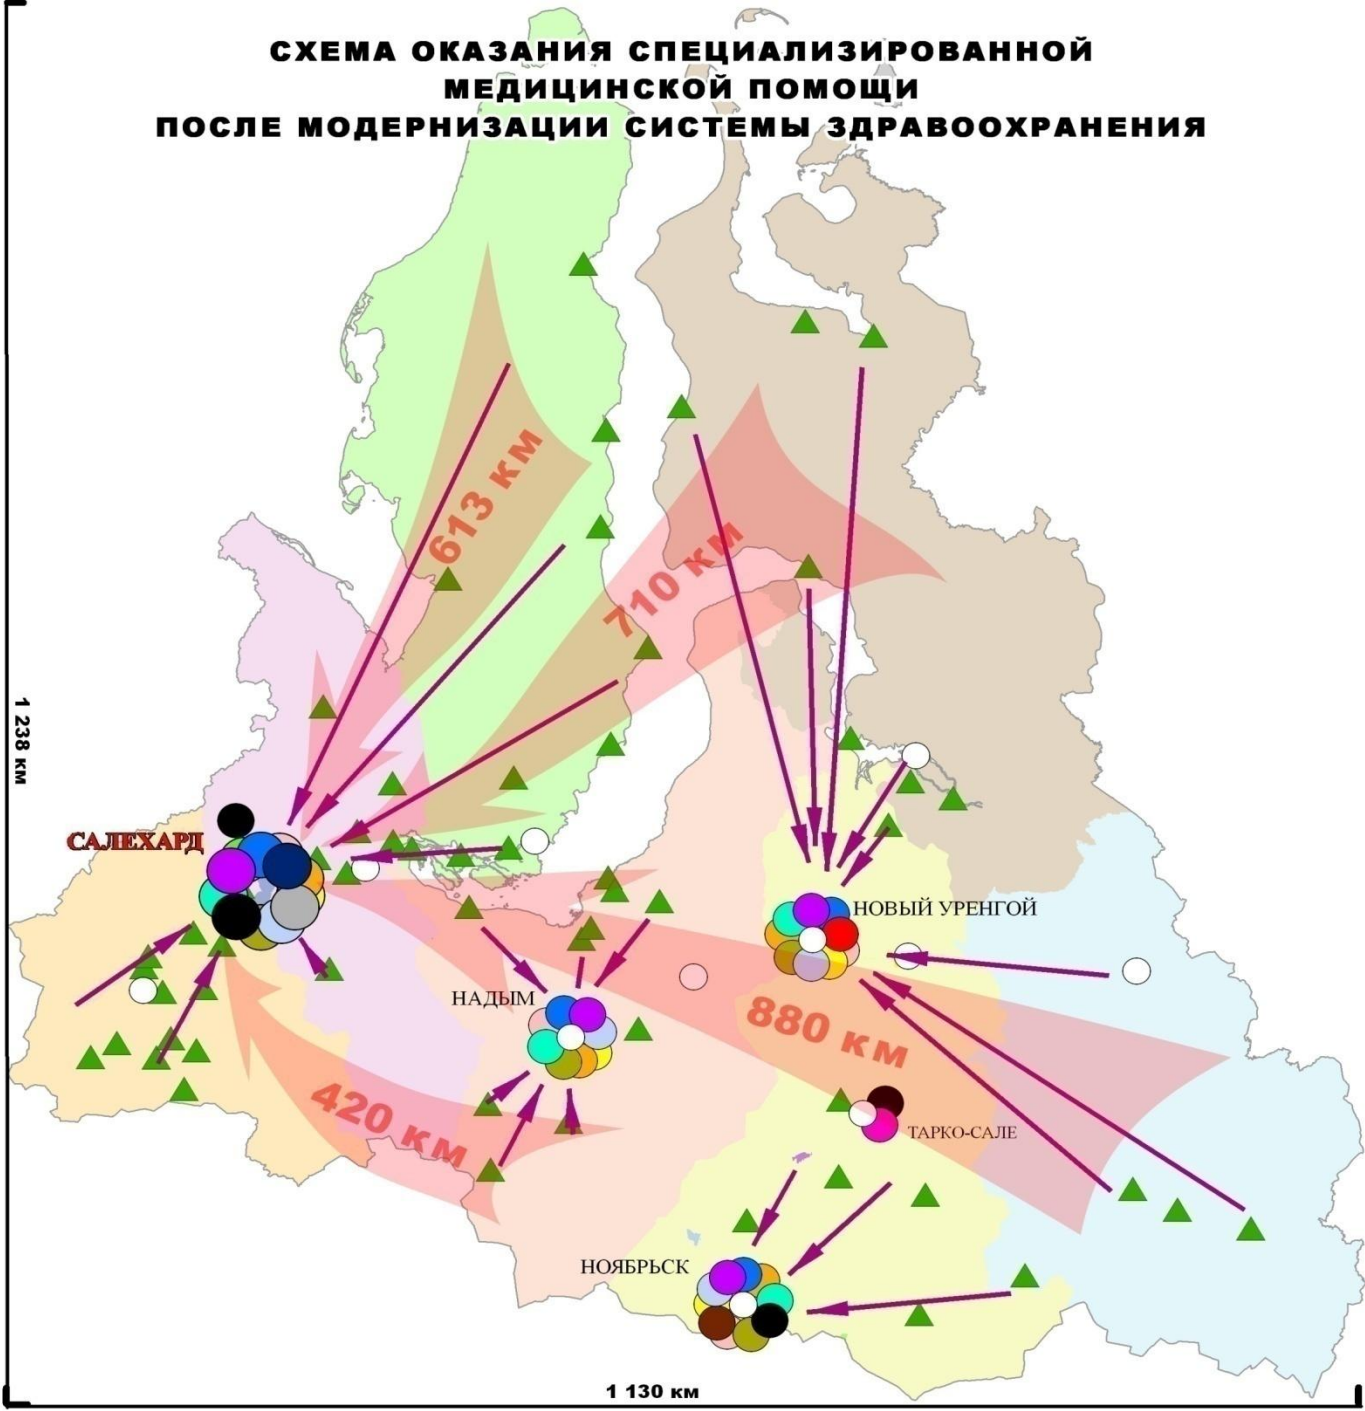 СХЕМА ОКАЗАНИЯ СПЕЦИАЛИЗИРОВАННОЙ
МЕДИЦИНСКОЙ ПОМОЩИ
ПОСЛЕ МОДЕРНИЗАЦИИ СИСТЕМЫ ЗДРАВООХРАНЕНИЯ
613 км
710 км
1 238 км
САЛЕХАРД
НОВЫЙ УРЕНГОЙ
НАДЫМ
880 км
420 км
ТАРКО-САЛЕ
НОЯБРЬСК
1 130 км